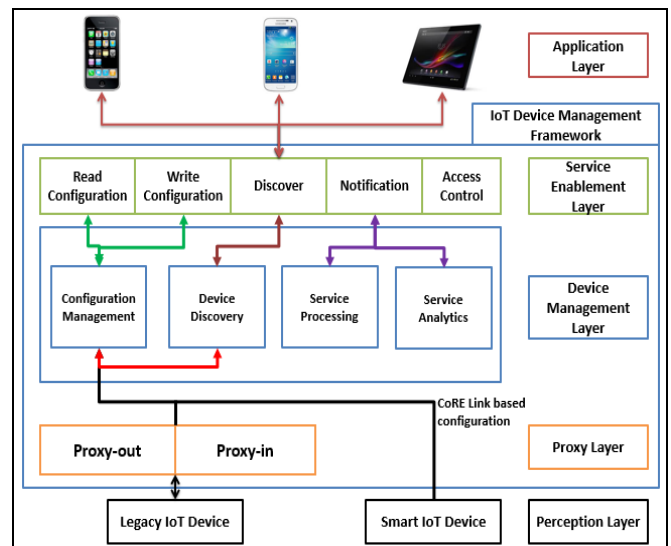 Application
Layer
IoT Device Management
Framework
Read
Configuration
Write
Configuration
Discover
Notification
Access
Control
Service
Enablement
Layer
Configuration
Management
Device
Discovery
Service
Processing
Service
Analytics
Device
Management
Layer
CoRE Link based
configuration
Proxy-out
Proxy-in
Proxy Layer
Legacy IoT Device
Smart IoT Device
Perception Layer